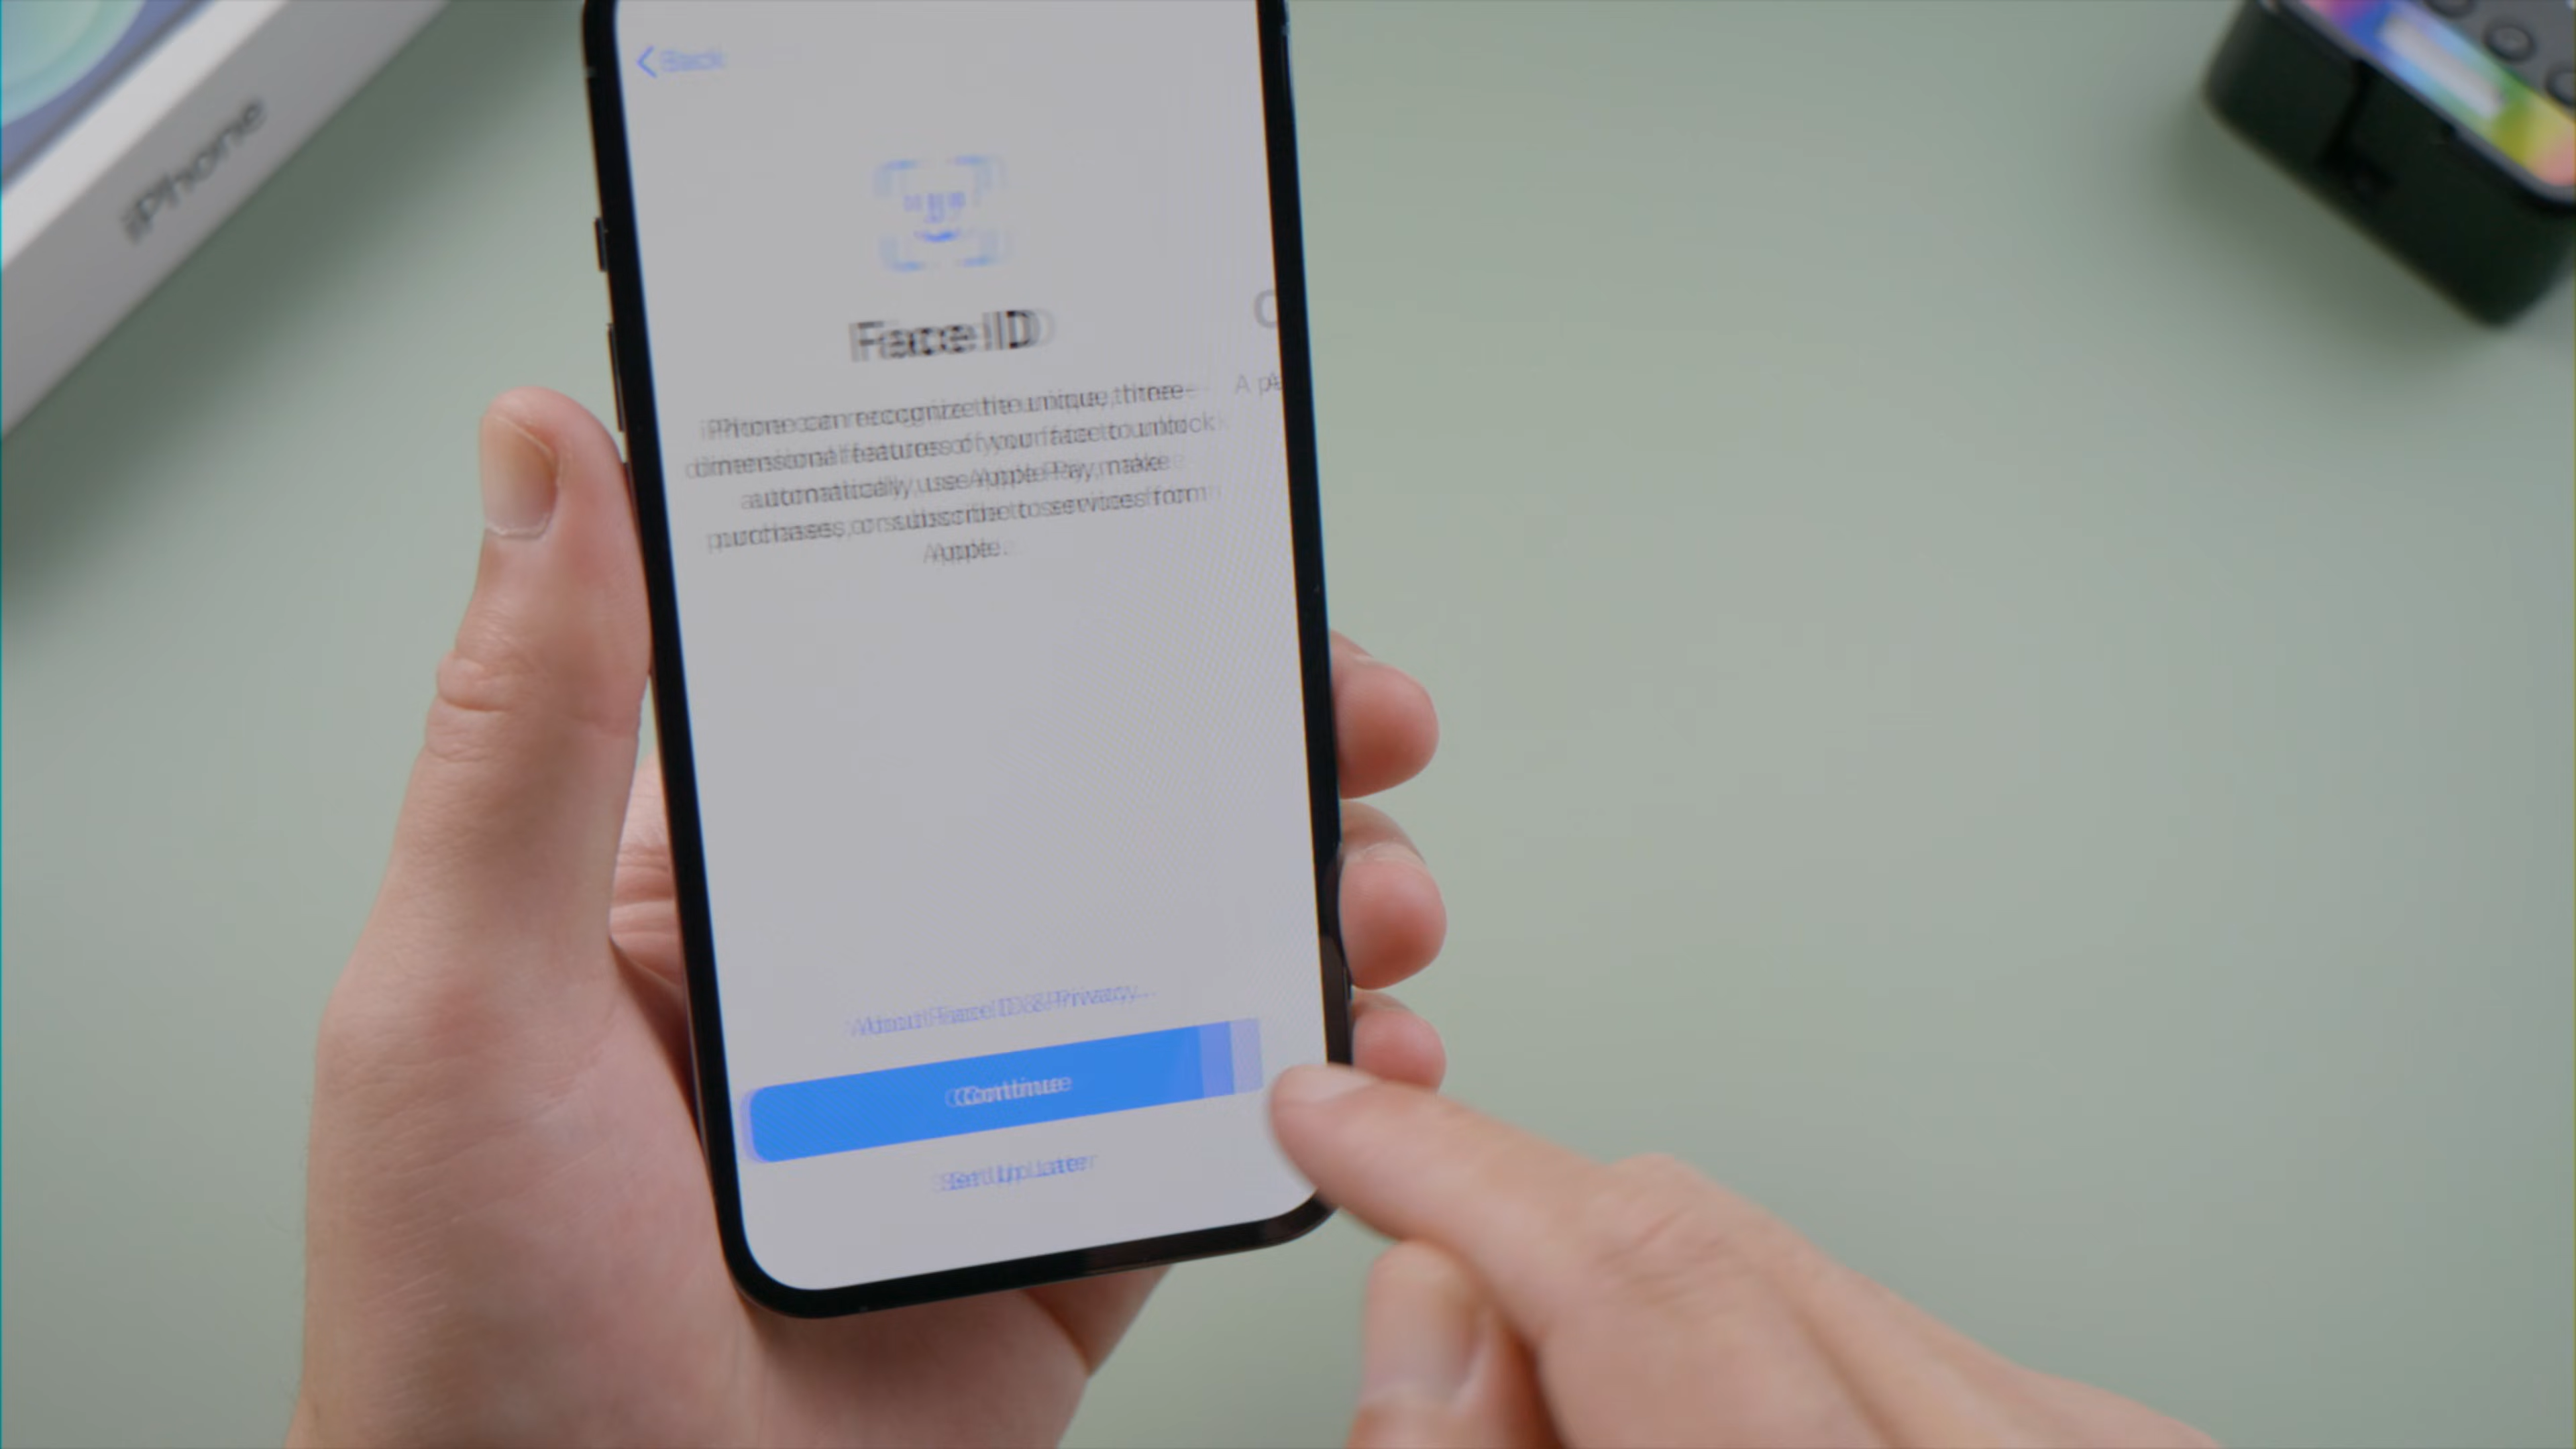 iPhone
Back
Face ID
iPhone can recognize the unique, three-
dimensional features of your face to unlock
automatically, use Apple Pay, make
purchases, or subscribe to services from
Apple.
C
A pa
About Face ID & Privacy...
Continue
Set Up Later